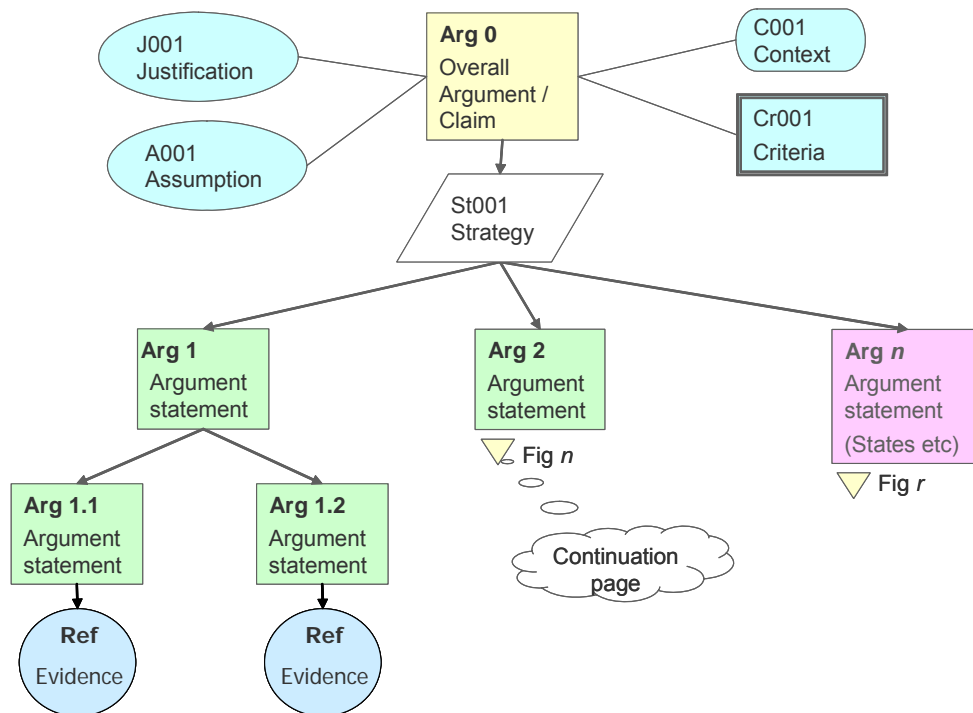 J001
Justification
A001
Assumption
Arg 0
Overall
Argument /
Claim
C001
Context
Cr001
Criteria
St001
Strategy
Arg 1
Argument
statement
Arg 2
Argument
statement
Fig n
Arg n
Argument
statement
(States etc)
Fig r
Arg 1.1
Argument
statement
Arg 1.2
Argument
statement
Continuation
page
Ref
Evidence
Ref
Evidence